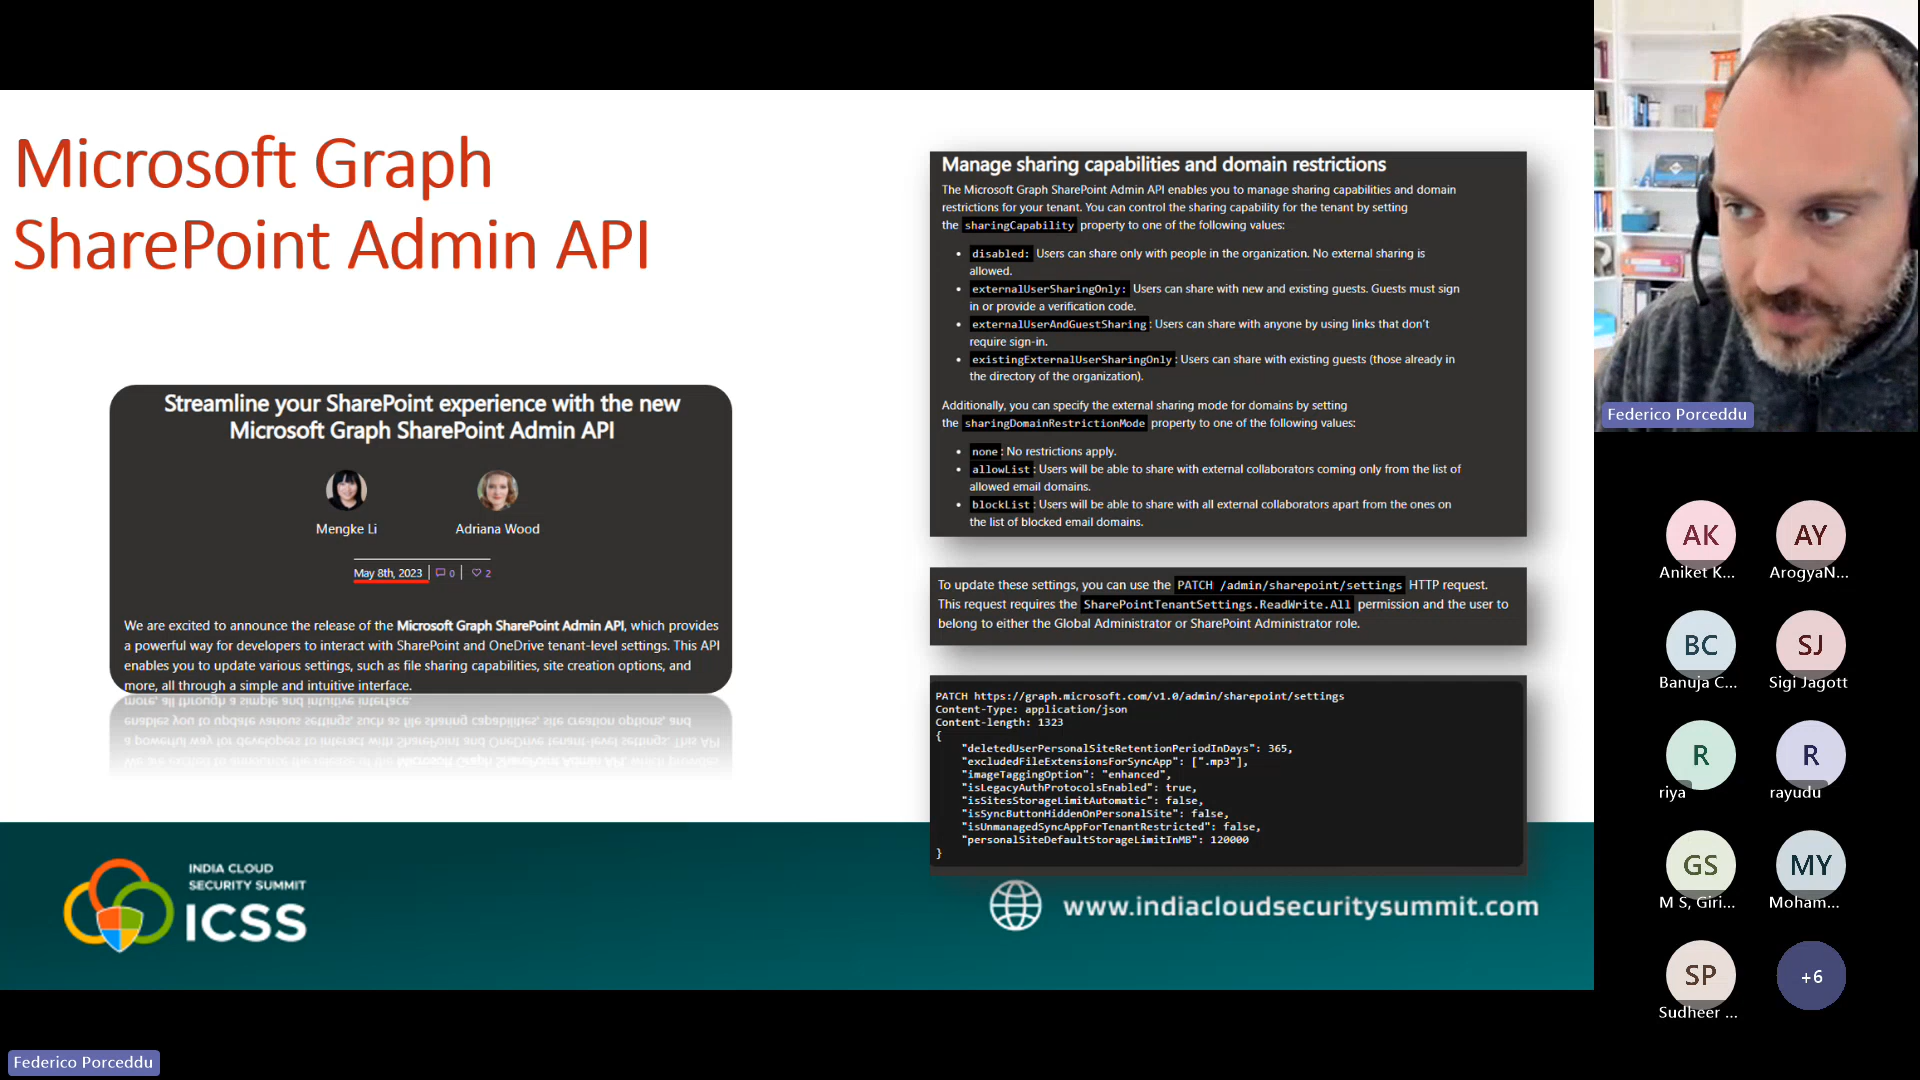 Microsoft Graph
SharePoint Admin API
Streamline your SharePoint experience with the new
Microsoft Graph SharePoint Admin API
Mengke Li
Adriana Wood
May 8th, 2023
0
2
We are excited to announce the release of the Microsoft Graph SharePoint Admin API, which provides
a powerful way for developers to interact with SharePoint and OneDrive tenant-level settings. This API
enables you to update various settings, such as file sharing capabilities, site creation options, and
more, all through a simple and intuitive interface.
Manage sharing capabilities and domain restrictions
The Microsoft Graph SharePoint Admin API enables you to manage sharing capabilities and domain
restrictions for your tenant. You can control the sharing capability for the tenant by setting
the sharingCapability property to one of the following values:
• disabled: Users can share only with people in the organization. No external sharing is
allowed.
• externalUserSharingOnly: Users can share with new and existing guests. Guests must sign
in or provide a verification code.
• externalUserAndGuestSharing: Users can share with anyone by using links that don't
require sign-in.
• existingExternalUserSharingOnly: Users can share with existing guests (those already in
the directory of the organization).
Additionally, you can specify the external sharing mode for domains by setting
the sharingDomainRestrictionMode property to one of the following values:
• none: No restrictions apply.
• allowList: Users will be able to share with external collaborators coming only from the list of
allowed email domains.
• blockList: Users will be able to share with all external collaborators apart from the ones on
the list of blocked email domains.
To update these settings, you can use the PATCH /admin/sharepoint/settings HTTP request.
This request requires the SharePointTenantSettings.ReadWrite.All permission and the user to
belong to either the Global Administrator or SharePoint Administrator role.
PATCH https://graph.microsoft.com/v1.0/admin/sharepoint/settings
Content-Type: application/json
Content-length: 1323
{
"deletedUserPersonalSiteRetentionPeriodInDays": 365,
"excludedFileExtensionsForSyncApp": [".mp3"],
"imageTaggingOption": "enhanced",
"isLegacyAuthProtocolsEnabled": true,
"isSitesStorageLimitAutomatic": false,
"isSyncButtonHiddenOnPersonalSite": false,
"isUnmanagedSyncAppForTenantRestricted": false,
"personalSiteDefaultStorageLimitInMB": 120000
}
INDIA CLOUD
SECURITY SUMMIT
ICSS
www.indiacloudsecuritysummit.com
Federico Porceddu
Federico Porceddu
AK
Aniket K...
AY
ArogyaN...
BC
Banuja C...
SJ
Sigi Jagott
R
riya
R
rayudu
GS
M S, Giri...
MY
Moham...
SP
Sudheer ...
+6